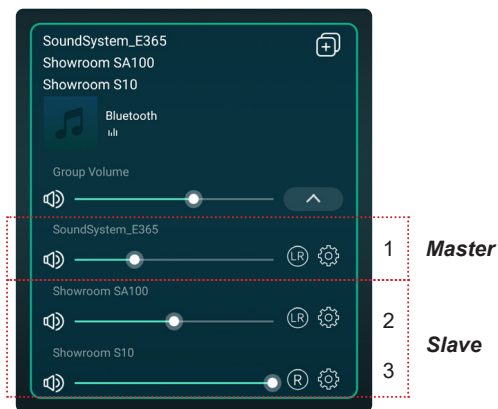 SoundSystem_E365
Showroom SA100
Showroom S10
Bluetooth
Group Volume
SoundSystem_E365
LR
1
Master
Showroom SA100
LR
2
Slave
Showroom S10
R
3